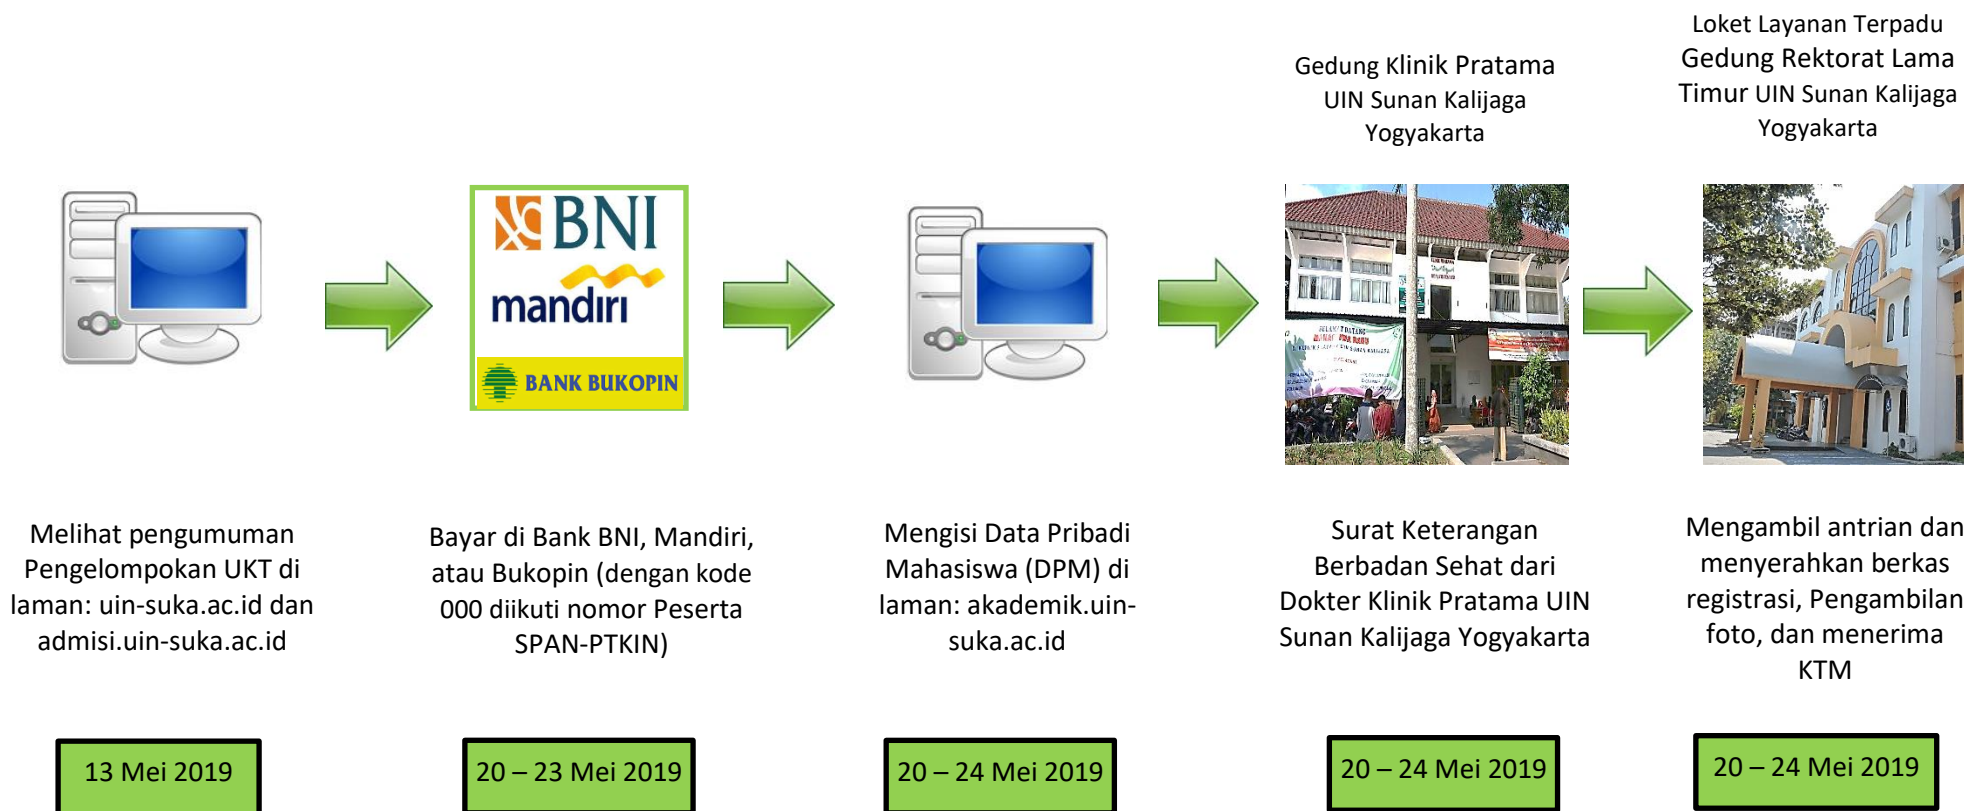 Gedung Klinik Pratama
UIN Sunan Kalijaga
Yogyakarta
Loket Layanan Terpadu
Gedung Rektorat Lama
Timur UIN Sunan Kalijaga
Yogyakarta
BNI
mandiri
BANK BUKOPIN
SELAMAT DATANG
Melihat pengumuman
Pengelompokan UKT di
laman: uin-suka.ac.id dan
admisi.uin-suka.ac.id
Bayar di Bank BNI, Mandiri,
atau Bukopin (dengan kode
000 diikuti nomor Peserta
SPAN-PTKIN)
Mengisi Data Pribadi
Mahasiswa (DPM) di
laman: akademik.uin-
suka.ac.id
Surat Keterangan
Berbadan Sehat dari
Dokter Klinik Pratama UIN
Sunan Kalijaga Yogyakarta
Mengambil antrian dan
menyerahkan berkas
registrasi, Pengambilan
foto, dan menerima
KTM
13 Mei 2019
20 – 23 Mei 2019
20 – 24 Mei 2019
20 – 24 Mei 2019
20 – 24 Mei 2019